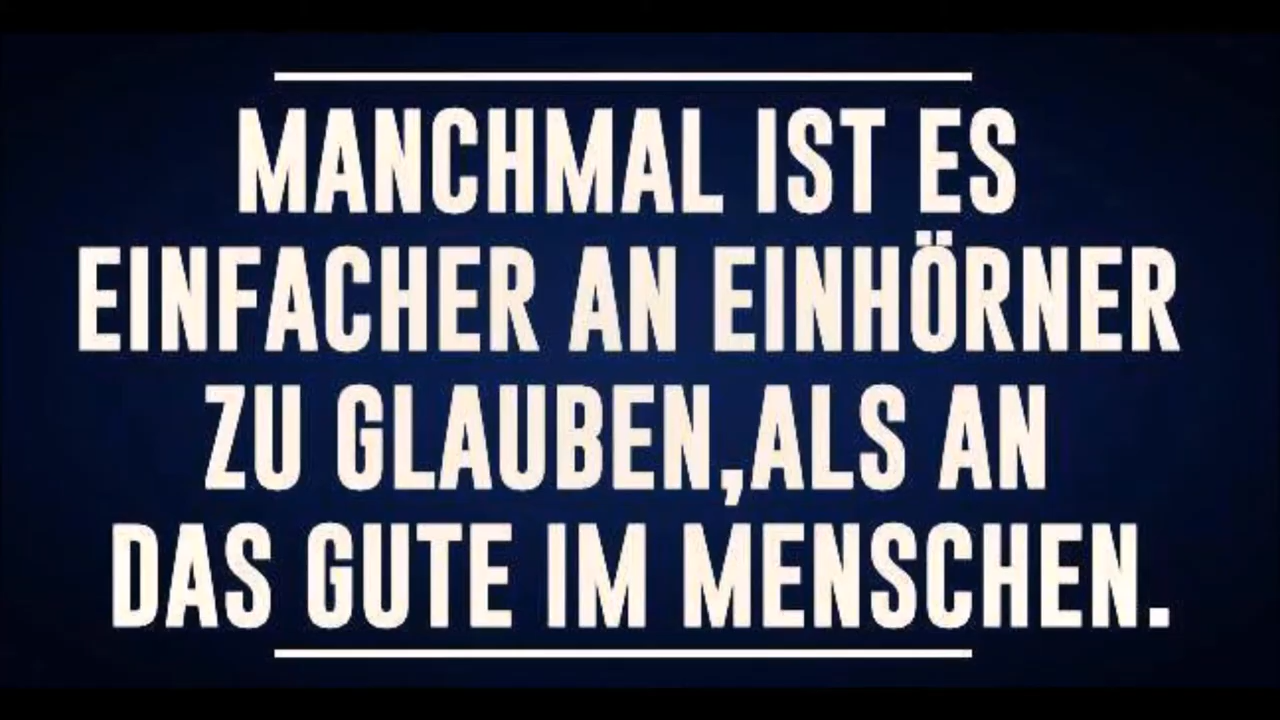 MANCHMAL IST ES
EINFACHER AN EINHÖRNER
ZU GLAUBEN,ALS AN
DAS GUTE IM MENSCHEN.